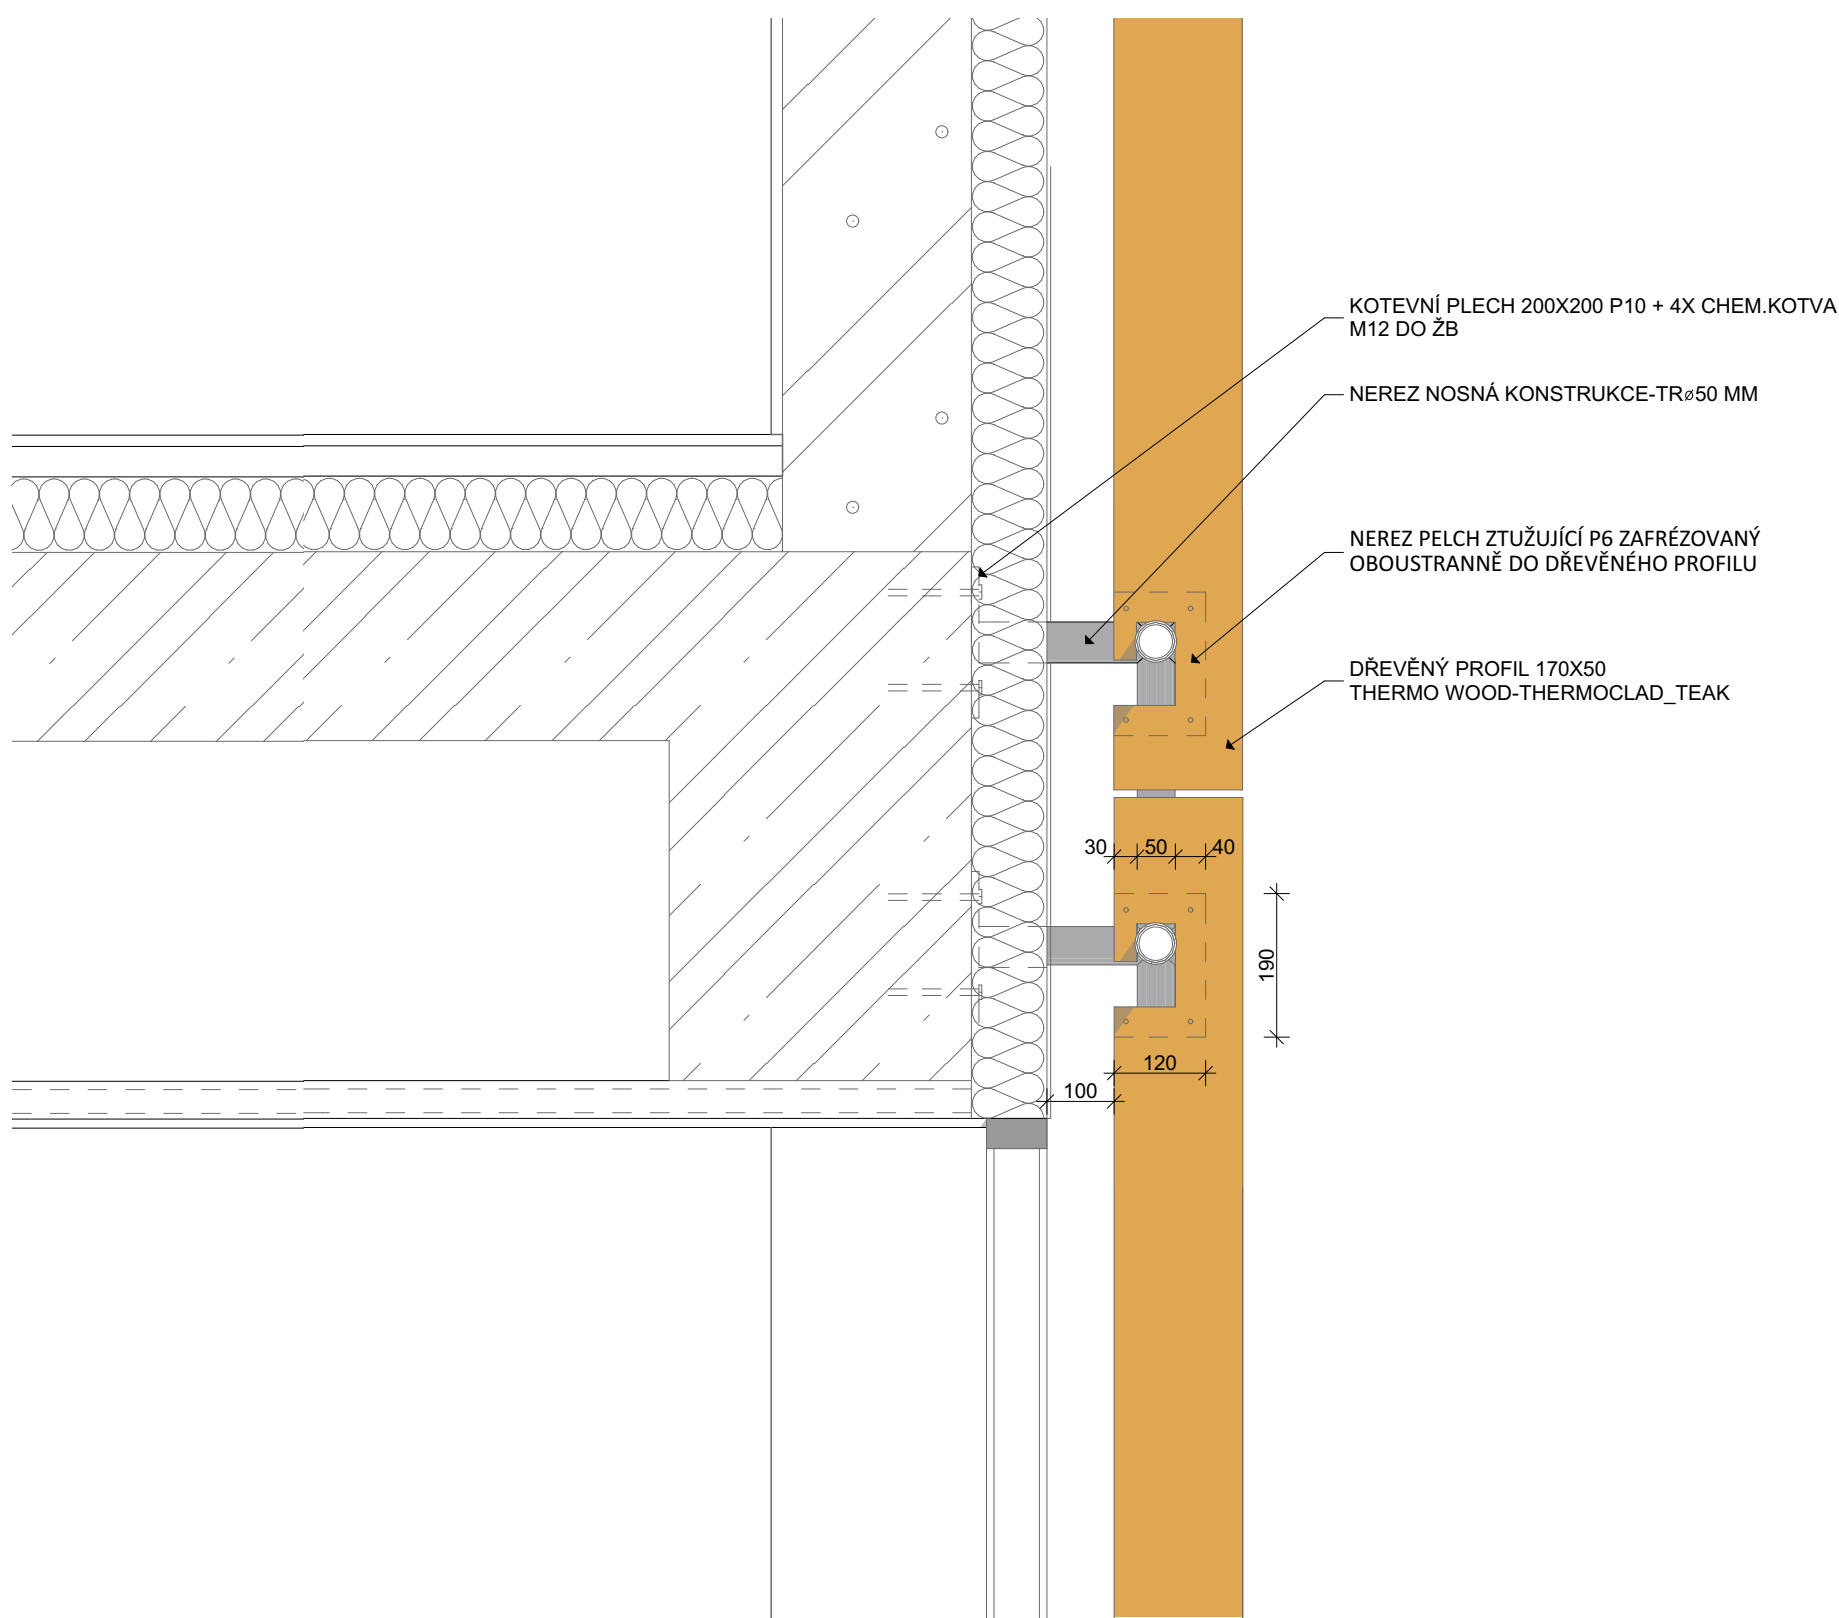 KOTEVNÍ PLECH 200X200 P10 + 4X CHEM.KOTVA
M12 DO ŽB
NEREZ NOSNÁ KONSTRUKCE-TRø50 MM
NEREZ PELCH ZTUŽUJÍCÍ P6 ZAFRÉZOVANÝ
OBOUSTRANNĚ DO DŘEVĚNÉHO PROFILU
DŘEVĚNÝ PROFIL 170X50
THERMO WOOD-THERMOCLAD_TEAK
30 50 40
190
120
100